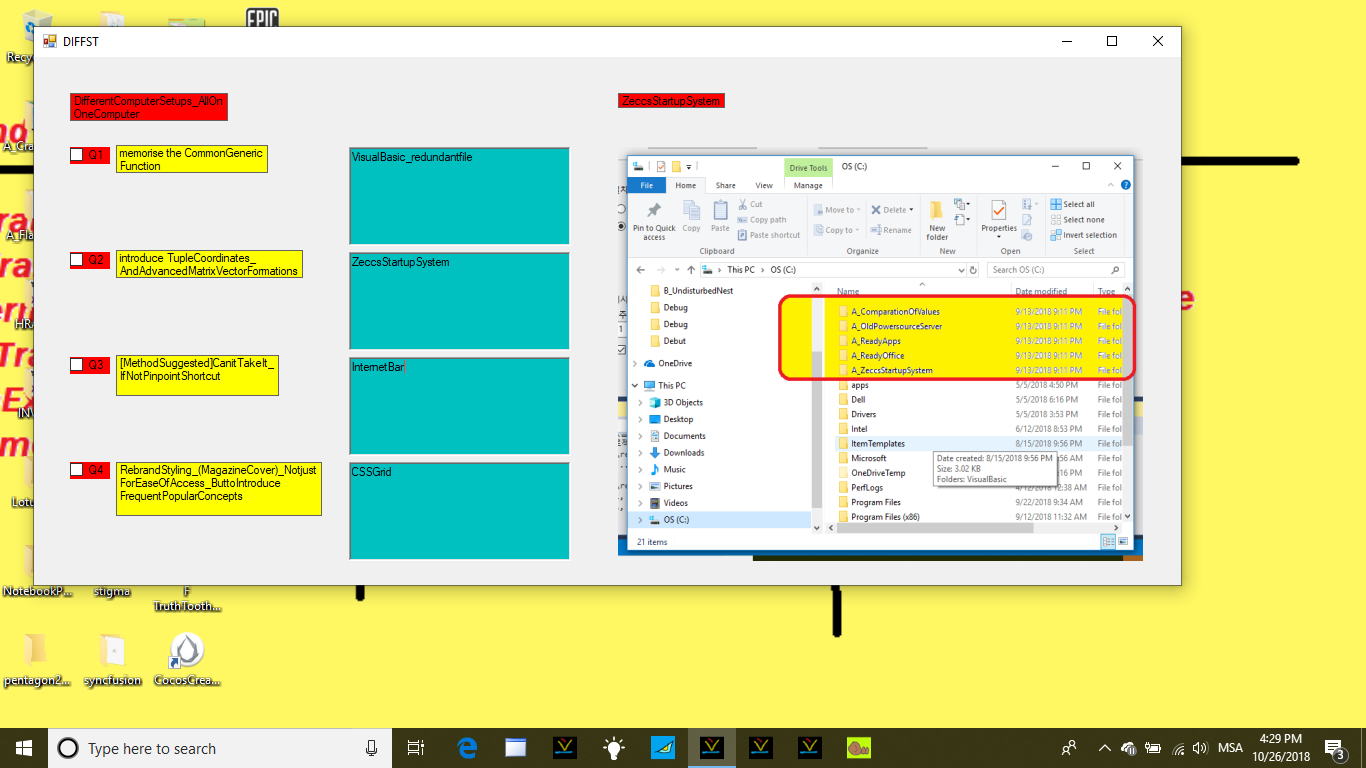 EPIC
DIFFST
Recyc
DifferentComputerSetups_AllOn
OneComputer
ZeccsStartupSystem
Q1
memorise the CommonGeneric
Function
VisualBasic_redundantfile
Q2
introduce TupleCoordinates_
AndAdvancedMatrixVectorFormations
ZeccsStartupSystem
Q3
[MethodSuggested]CanitTakeIt_
IfNotPinpointShortcut
InternetBar
Q4
RebrandStyling_(MagazineCover)_Notjust
ForEaseOfAccess_ButtoIntroduce
FrequentPopularConcepts
CSSGrid
Drive Tools
OS (C:)
File
Home
Share
View
Manage
Pin to Quick
access
Copy
Paste
Cut
Copy path
Paste shortcut
Clipboard
Move to
Copy to
Delete
Rename
Organize
New
folder
New
Properties
Open
Select all
Select none
Invert selection
Select
This PC > OS (C:)
Search OS (C:)
B_UndisturbedNest
Debug
Debug
Debut
OneDrive
This PC
3D Objects
Desktop
Documents
Downloads
Music
Pictures
Videos
OS (C:)
Name Date modified Type
A_ComparationOfValues 9/13/2018 9:11 PM File fol
A_OldPowersourceServer 9/13/2018 9:11 PM File fol
A_ReadyApps 9/13/2018 9:11 PM File fol
A_ReadyOffice 9/13/2018 9:11 PM File fol
A_ZeccsStartupSystem 9/13/2018 9:11 PM File fol
apps 5/5/2018 4:50 PM File fol
Dell 5/5/2018 6:16 PM File fol
Drivers 5/5/2018 3:53 PM File fol
Intel 6/12/2018 8:53 PM File fol
ItemTemplates 8/15/2018 9:56 PM File fol
Microsoft :56 AM File fol
OneDriveTemp :16 PM File fol
PerfLogs 4/12/2018 12:38 AM File fol
Program Files 9/22/2018 9:34 AM File fol
Program Files (x86) 9/12/2018 11:32 AM File fol
Date created: 8/15/2018 9:56 PM
Size: 3.02 KB
Folders: VisualBasic
21 items
NotebookP...
stigma
F
TruthTooth...
pentagon2...
syncfusion
CocosCrea...
Type here to search
MSA
4:29 PM
10/26/2018
3